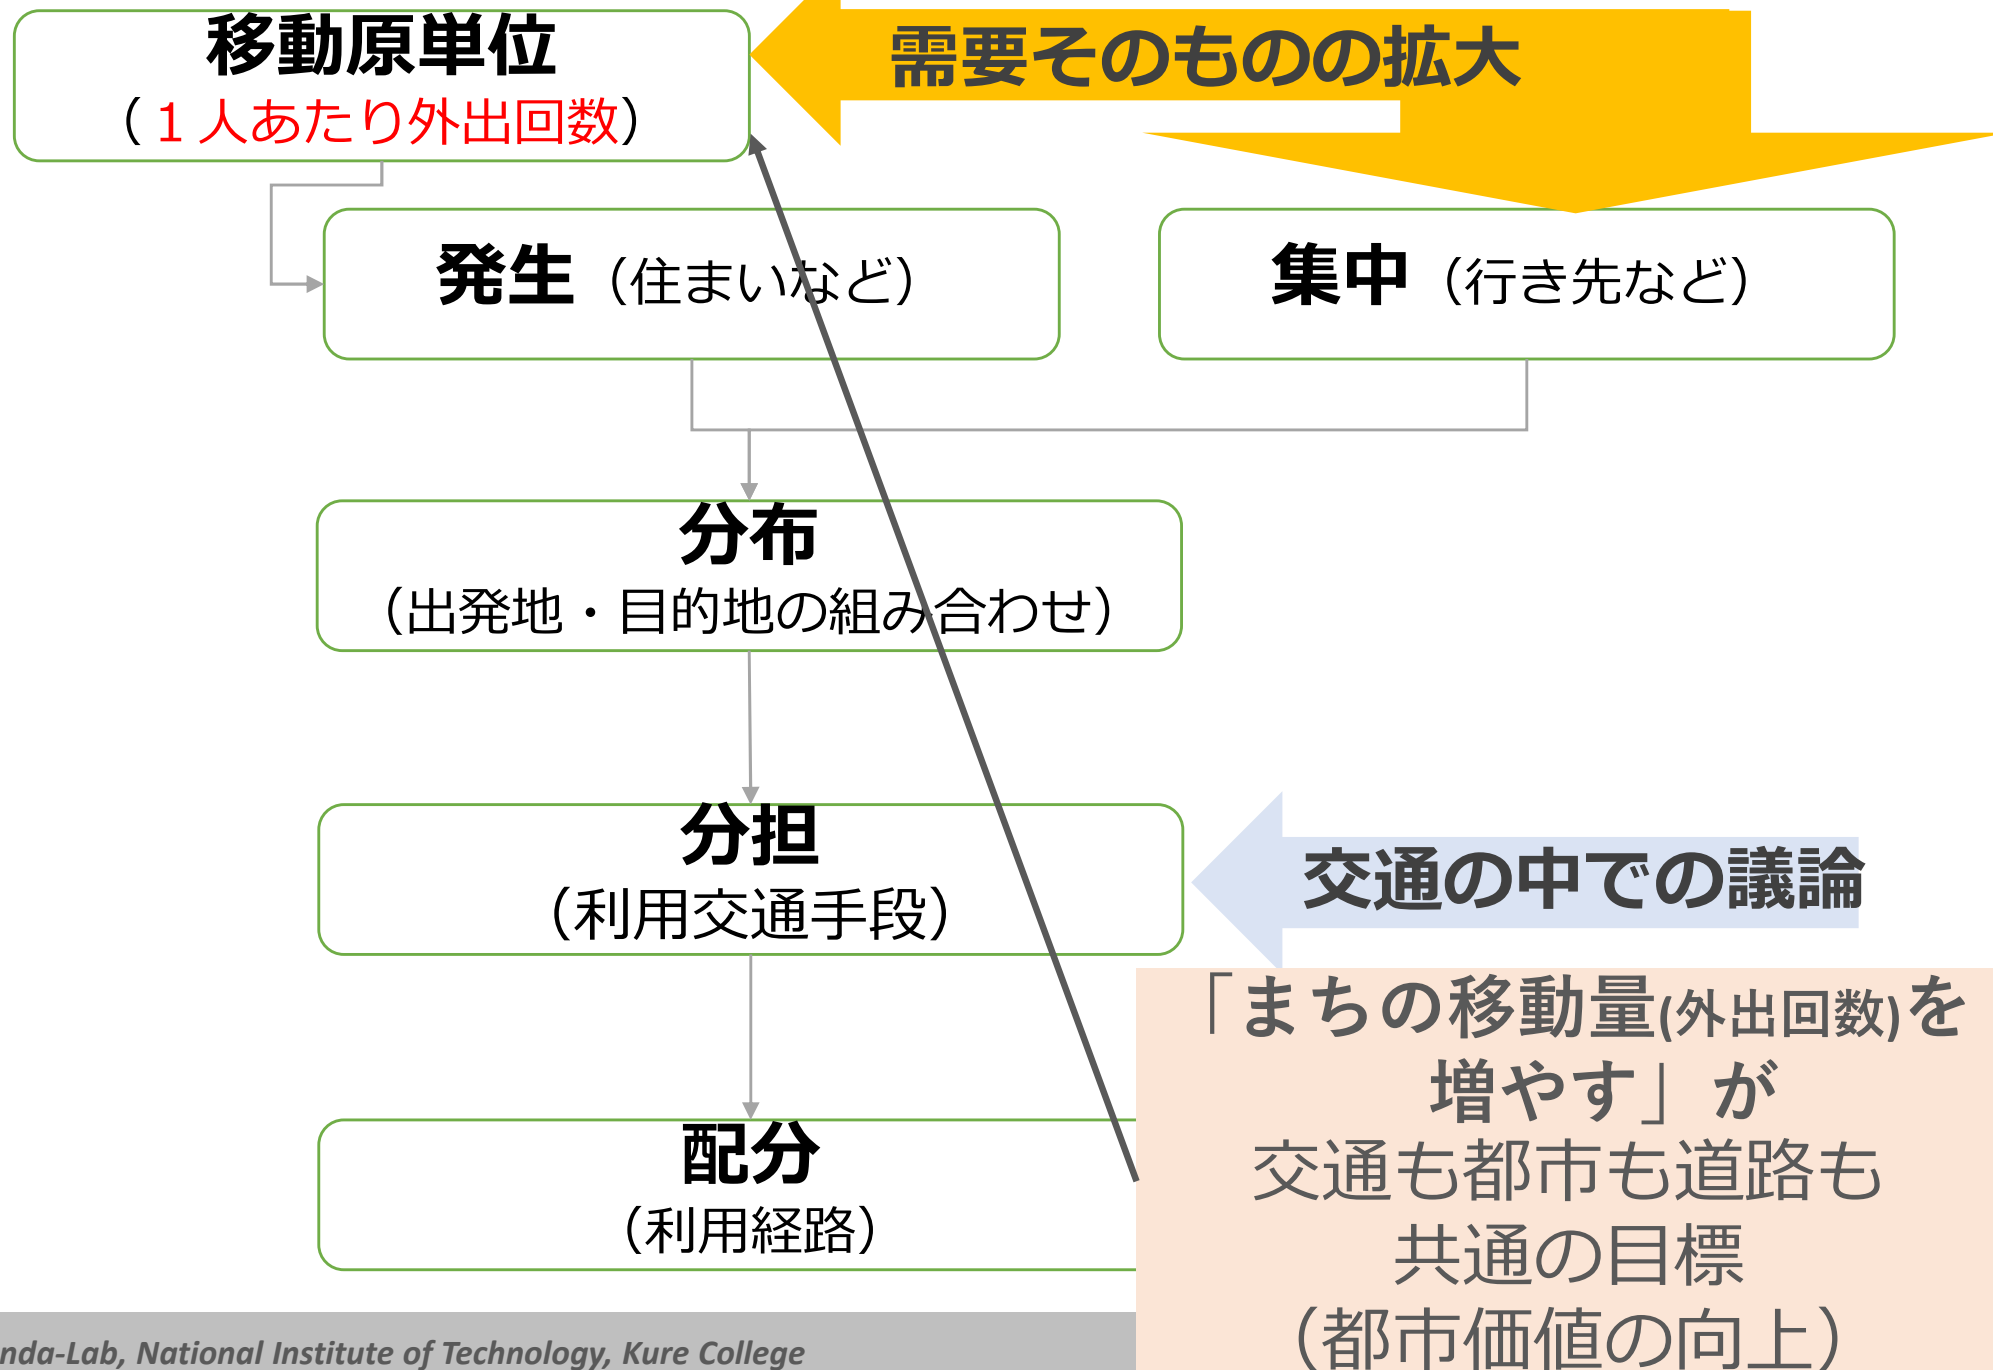 移動原単位
（１人あたり外出回数）
需要そのものの拡大
発生（住まいなど）
集中（行き先など）
分布
（出発地・目的地の組み合わせ）
分担
（利用交通手段）
交通の中での議論
配分
（利用経路）
「まちの移動量(外出回数)を
増やす」が
交通も都市も道路も
共通の目標
（都市価値の向上）
nda-Lab, National Institute of Technology, Kure College